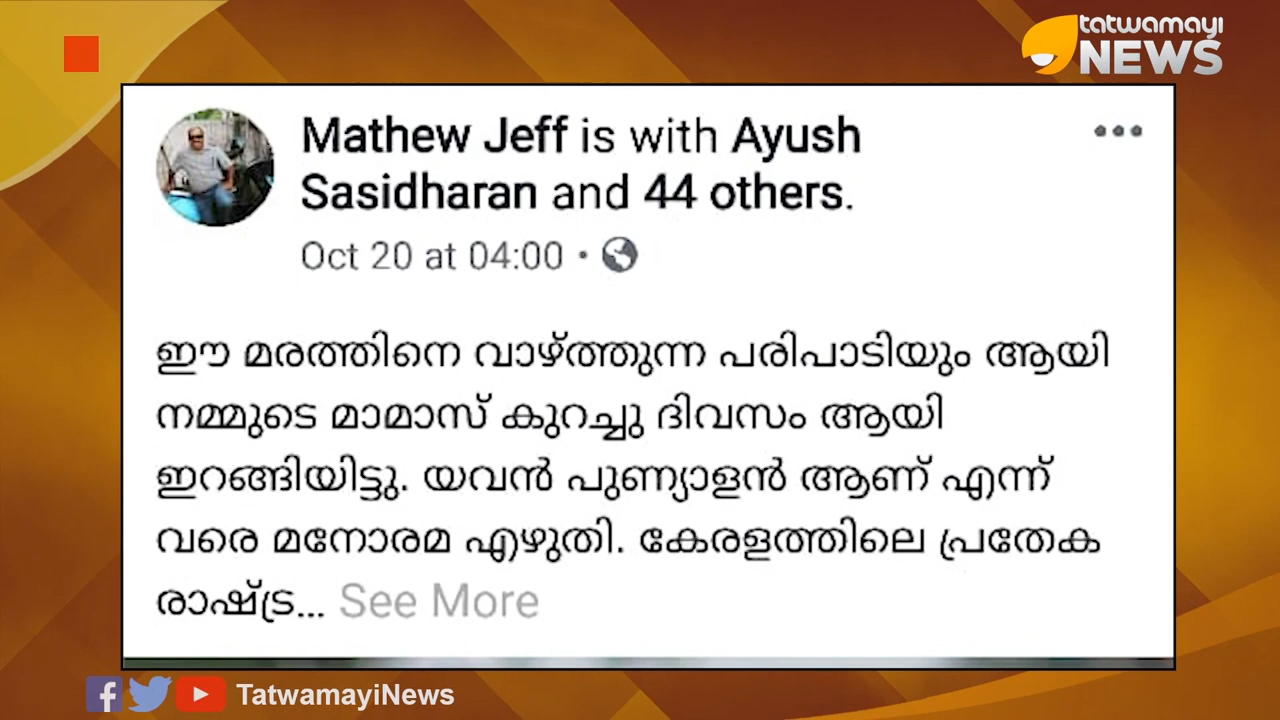 tatwamayi
NEWS
Mathew Jeff is with Ayush
Sasidharan and 44 others.
Oct 20 at 04:00 •
ഈ മരത്തിനെ വാഴ്ത്തുന്ന പരിപാടിയും ആയി
നമ്മുടെ മാമാസ് കുറച്ചു ദിവസം ആയി
ഇറങ്ങിയിട്ടു. യവൻ പുണ്യാളൻ ആണ് എന്ന്
വരെ മനോരമ എഴുതി. കേരളത്തിലെ പ്രതേക
രാഷ്ട്ര... See More
TatwamayiNews